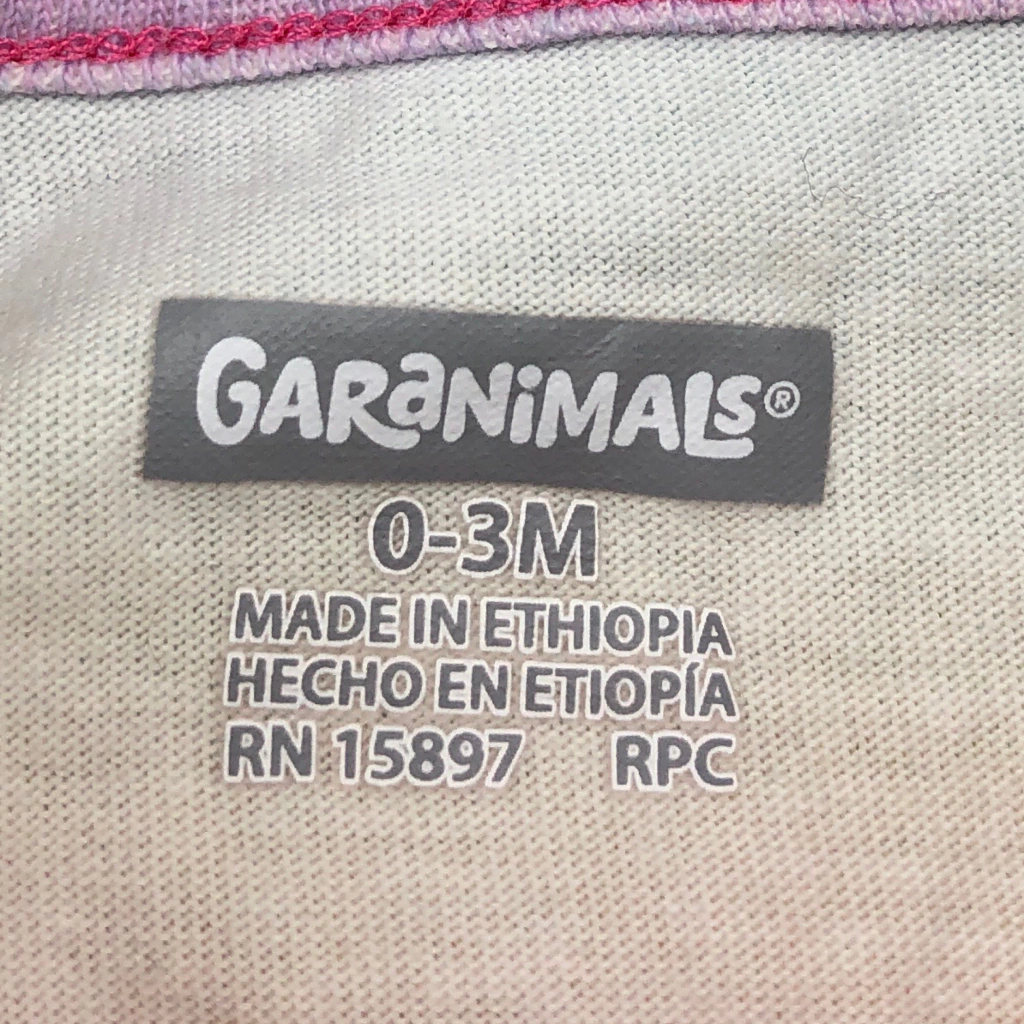 GARANIMALS®
0-3M
MADE IN ETHIOPIA
HECHO EN ETIOPÍA
RN 15897 RPC